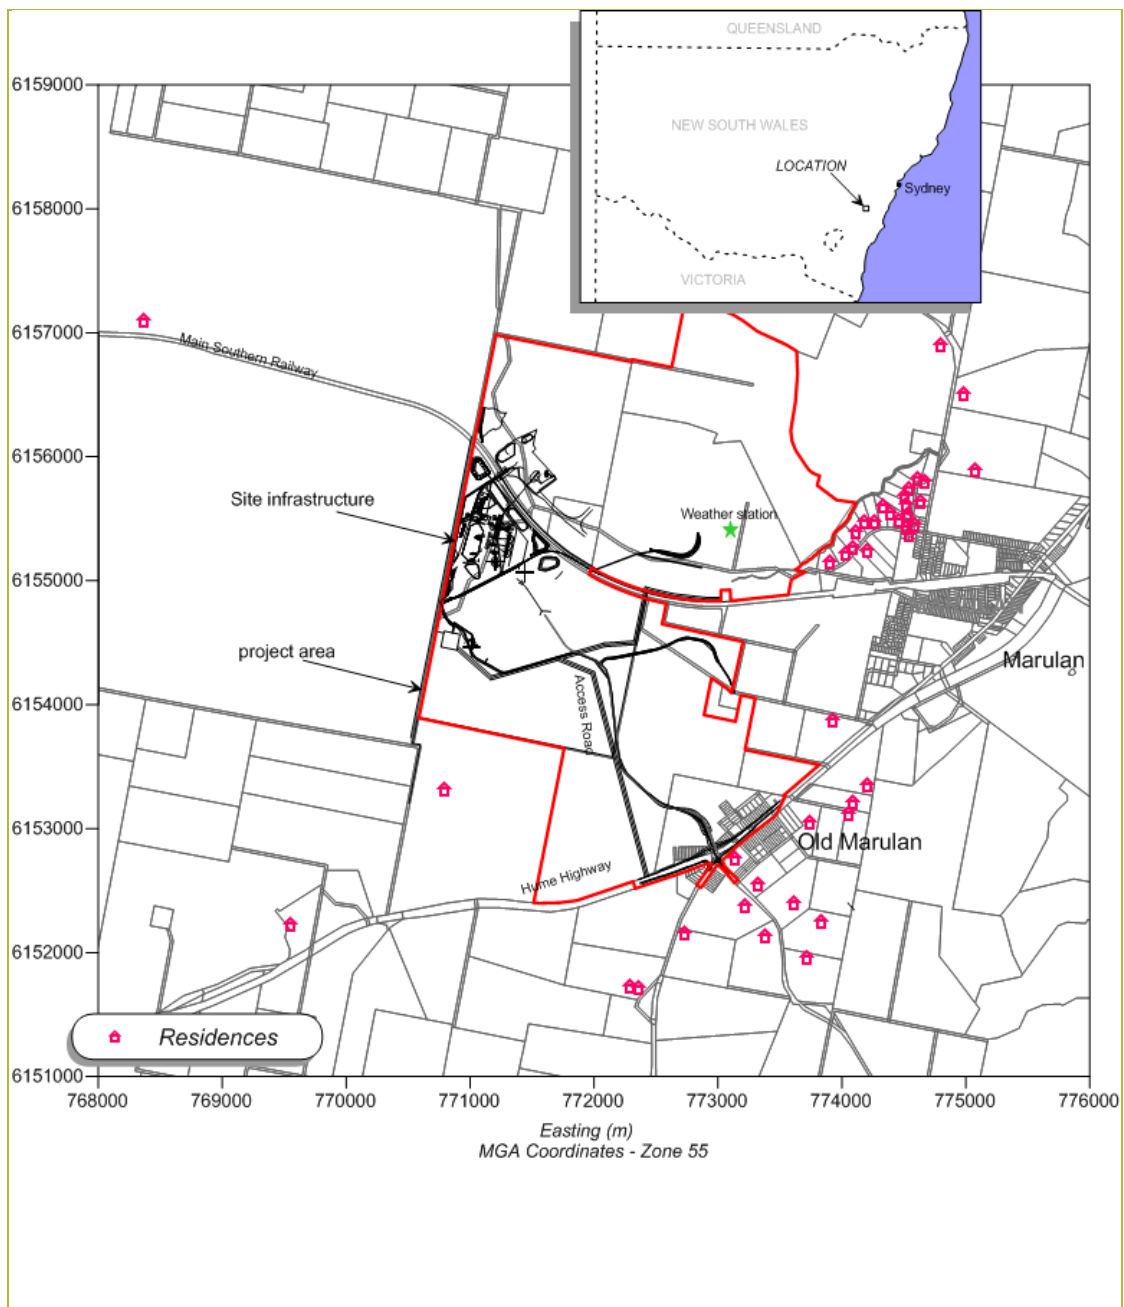 QUEENSLAND
NEW SOUTH WALES
LOCATION
Sydney
VICTORIA
6159000
6158000
6157000
Main Southern Railway
6156000
Site infrastructure
Weather station
6155000
project area
Marulan
6154000
Access Road
6153000
Old Marulan
Hume Highway
6152000
Residences
6151000
768000 769000 770000 771000 772000 773000 774000 775000 776000
Easting (m)
MGA Coordinates - Zone 55